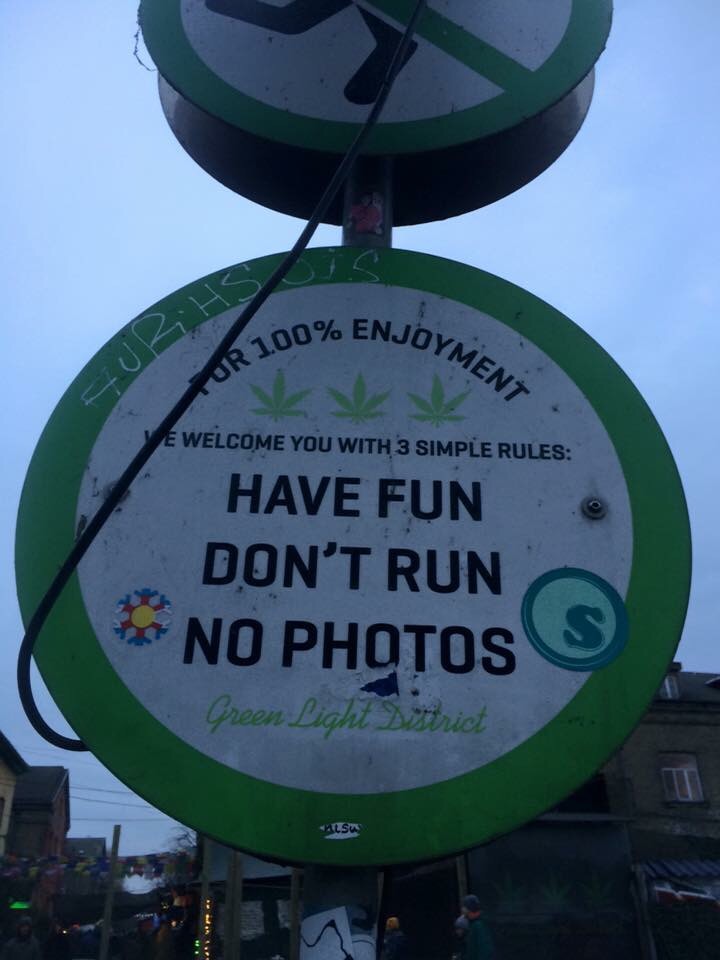 FOR 100% ENJOYMENT
WE WELCOME YOU WITH 3 SIMPLE RULES:
HAVE FUN
DON'T RUN
NO PHOTOS
S
Green Light District